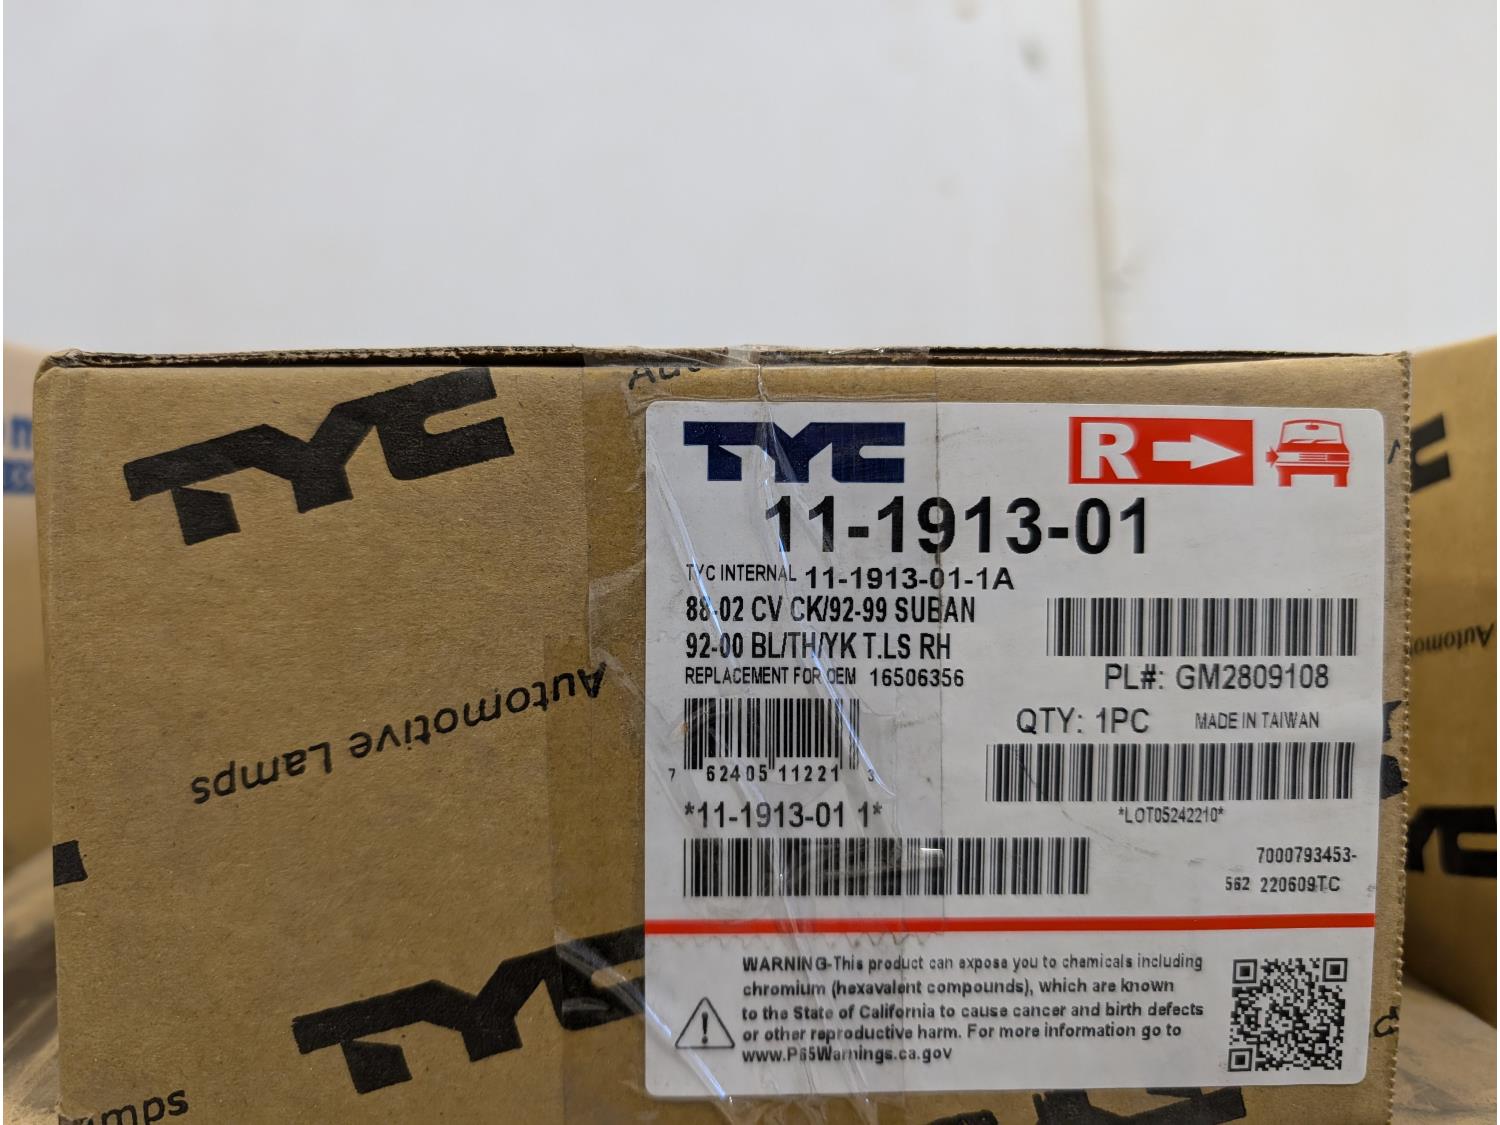 TYC
Automotive Lamps
TYC
TYC
R
11-1913-01
TYC INTERNAL 11-1913-01-1A
88-02 CV CK/92-99 SUBAN
92-00 BL/TH/YK T.LS RH
REPLACEMENT FOR OEM 16506356
PL#: GM2809108
QTY: 1PC MADE IN TAIWAN
7 62405 11221 3
*11-1913-01 1*
*LOT05242210*
7000793453-
562 220609TC
WARNING-This product can expose you to chemicals including
chromium (hexavalent compounds), which are known
to the State of California to cause cancer and birth defects
or other reproductive harm. For more information go to
www.P65Warnings.ca.gov